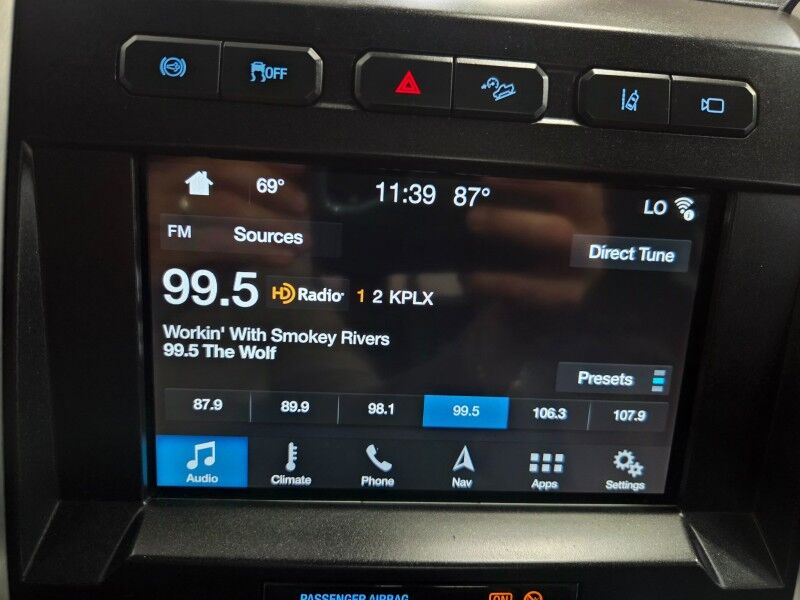 OFF
69° 11:39 87° LO
FM Sources
Direct Tune
99.5 HD Radio 1 2 KPLX
Workin' With Smokey Rivers
99.5 The Wolf
Presets
87.9 89.9 98.1 99.5 106.3 107.9
Audio Climate Phone Nav Apps Settings
PASSENGER AIRBAG ON